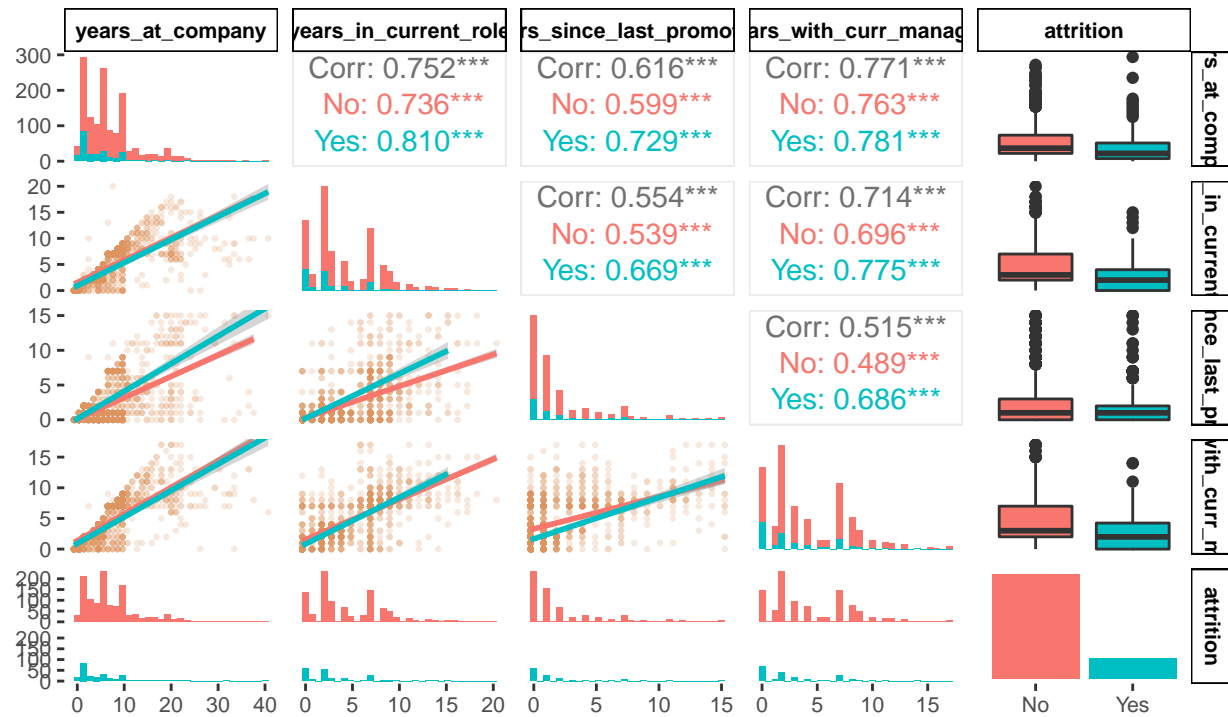 years_at_company
years_in_current_role
rs_since_last_promot
ars_with_curr_manag
attrition
300
200
100
0
Corr: 0.752***
No: 0.736***
Yes: 0.810***
Corr: 0.616***
No: 0.599***
Yes: 0.729***
Corr: 0.771***
No: 0.763***
Yes: 0.781***
rs_at_comp
20
15
10
5
0
Corr: 0.554***
No: 0.539***
Yes: 0.669***
Corr: 0.714***
No: 0.696***
Yes: 0.775***
_in_current
15
10
5
0
Corr: 0.515***
No: 0.489***
Yes: 0.686***
nce_last_pr
15
10
5
0
with_curr_m
200
150
100
50
0
200
150
100
50
0
attrition
0 10 20 30 40
0 5 10 15 20
0 5 10 15
0 5 10 15
No Yes